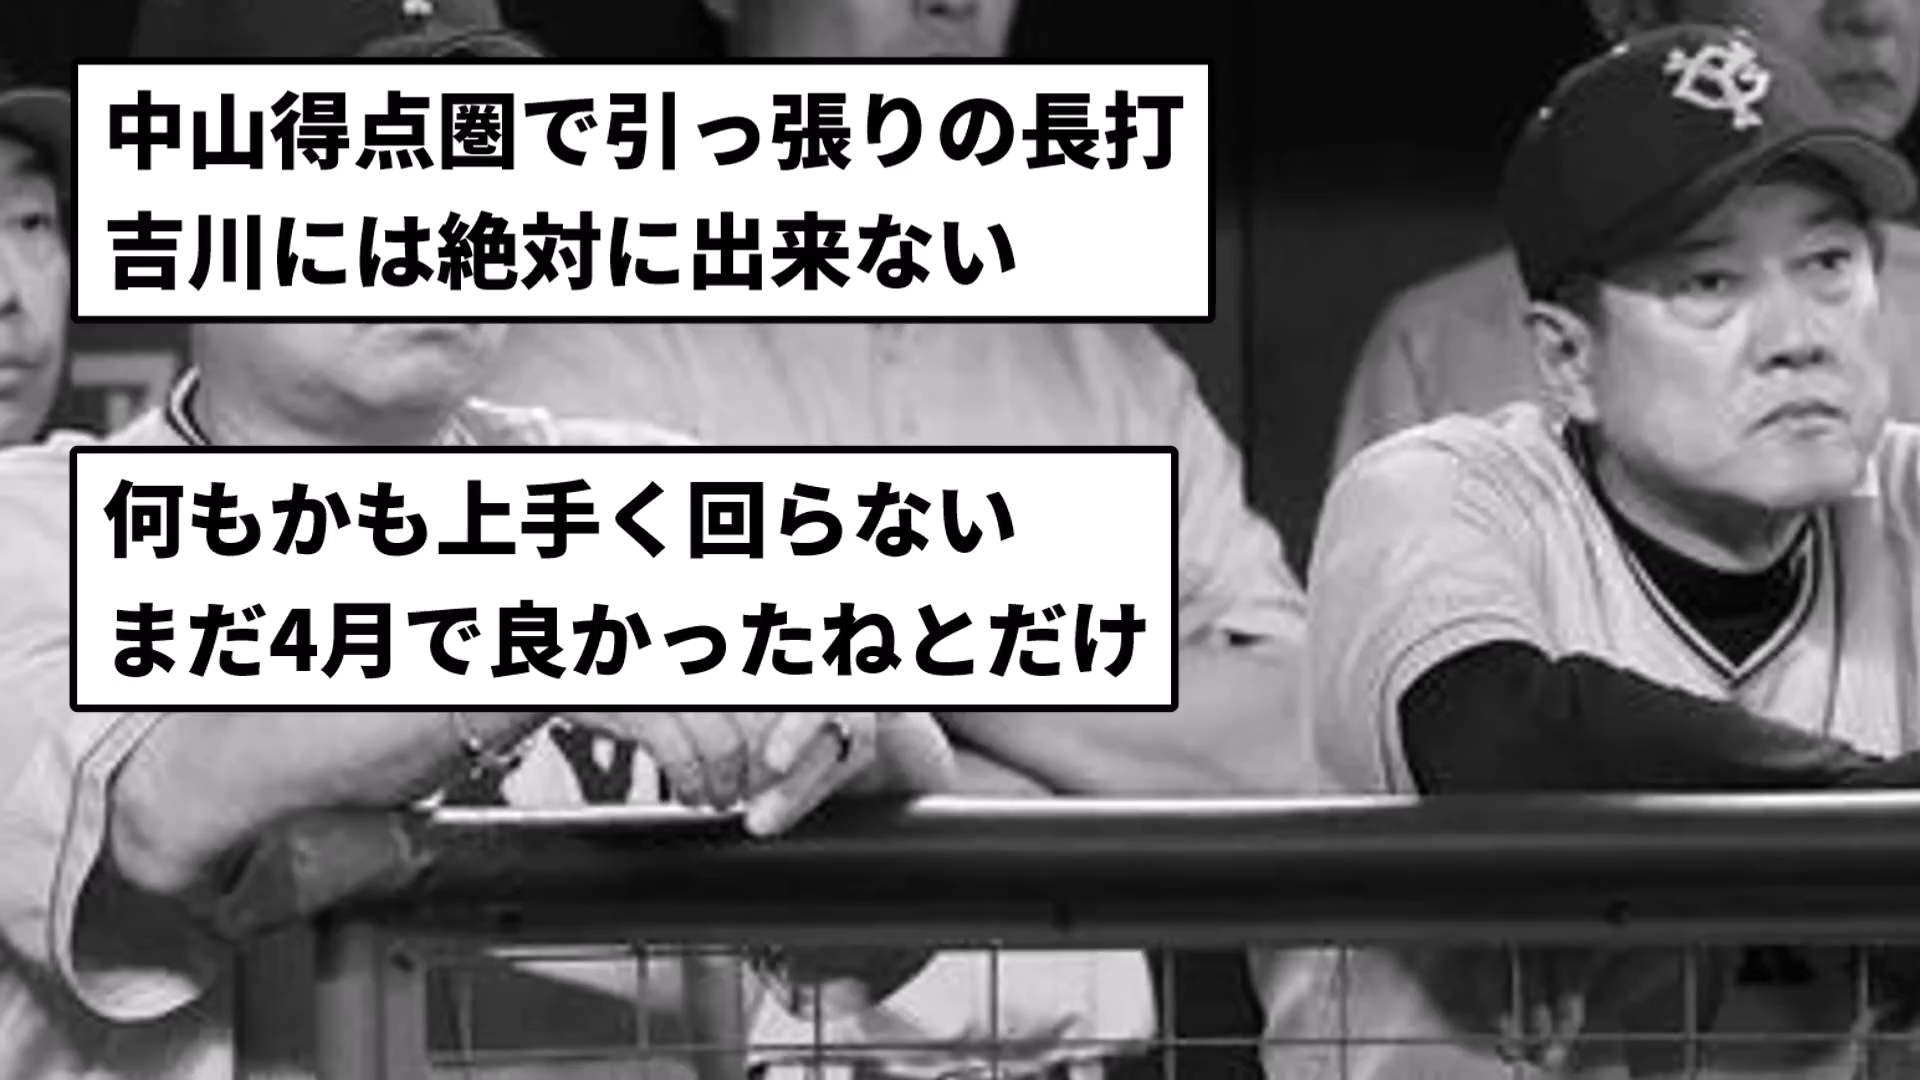 中山得点圏で引っ張りの長打
吉川には絶対に出来ない
何もかも上手く回らない
まだ4月で良かったねとだけ